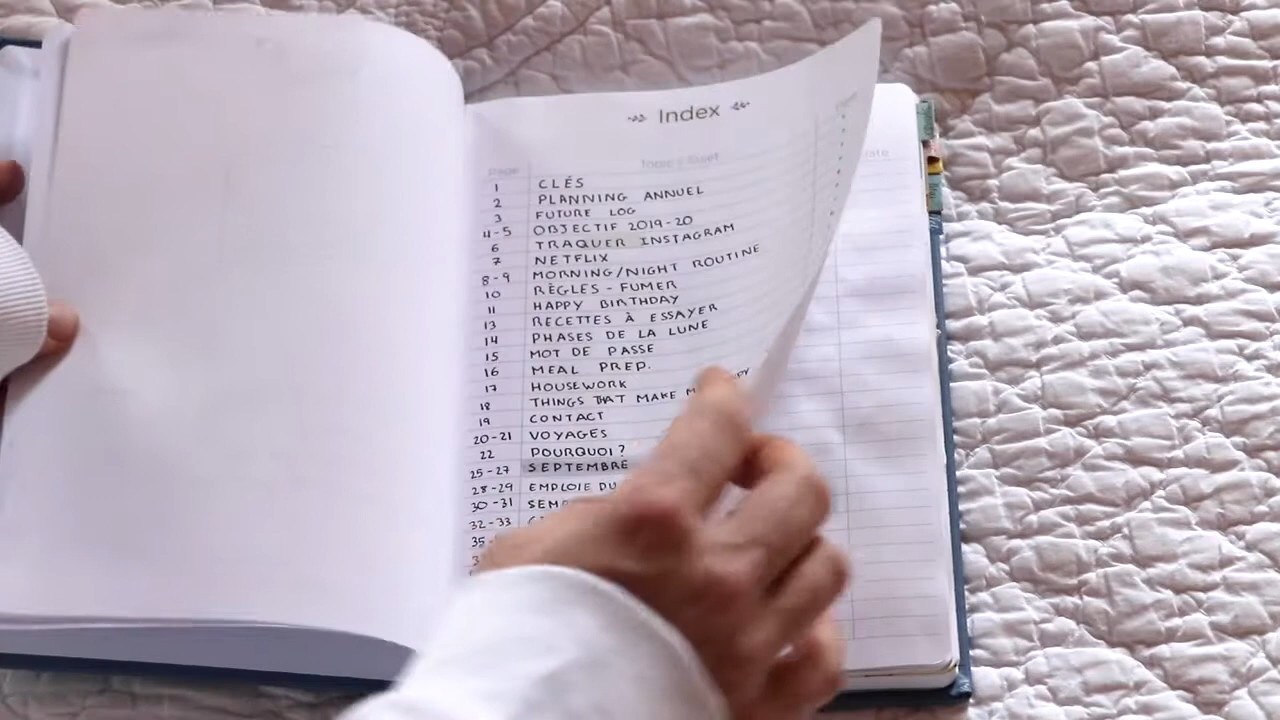 Index
Page
1 CLÉS
2 PLANNING ANNUEL
3 FUTURE LOG
4-5 OBJECTIF 2019-20
6 TRAQUER INSTAGRAM
7 NETFLIX
8-9 MORNING/NIGHT ROUTINE
10 RÈGLES - FUMER
11 HAPPY BIRTHDAY
13 RECETTES À ESSAYER
14 PHASES DE LA LUNE
15 MOT DE PASSE
16 MEAL PREP.
17 HOUSEWORK
18 THINGS THAT MAKE
19 CONTACT
20-21 VOYAGES
22 POURQUOI ?
25-27 SEPTEMBRE
28-29 EMPLOIE DU
30-31 SEM
32-33
35-